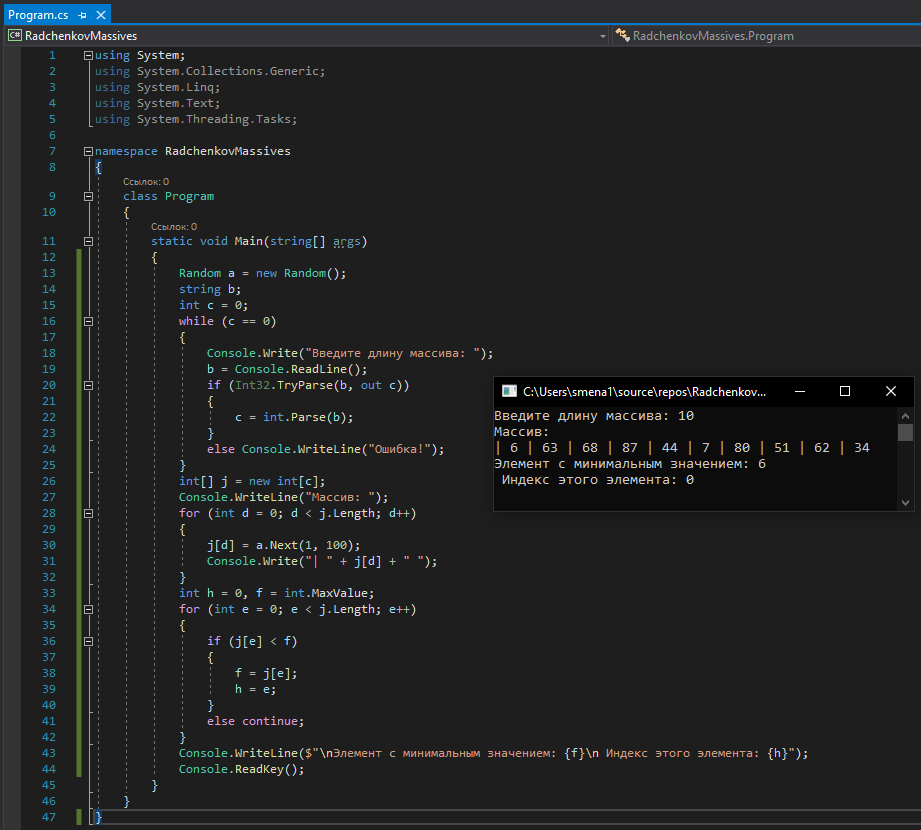 Program.cs
RadchenkovMassives RadchenkovMassives.Program
1 using System;
2 using System.Collections.Generic;
3 using System.Linq;
4 using System.Text;
5 using System.Threading.Tasks;
6
7 namespace RadchenkovMassives
8 {
Ссылок: 0
9 class Program
10 {
Ссылок: 0
11 static void Main(string[] args)
12 {
13 Random a = new Random();
14 string b;
15 int c = 0;
16 while (c == 0)
17 {
18 Console.Write("Введите длину массива: ");
19 b = Console.ReadLine();
20 if (Int32.TryParse(b, out c))
21 {
22 c = int.Parse(b);
23 }
24 else Console.WriteLine("Ошибка!");
25 }
26 int[] j = new int[c];
27 Console.WriteLine("Массив: ");
28 for (int d = 0; d < j.Length; d++)
29 {
30 j[d] = a.Next(1, 100);
31 Console.Write("| " + j[d] + " ");
32 }
33 int h = 0, f = int.MaxValue;
34 for (int e = 0; e < j.Length; e++)
35 {
36 if (j[e] < f)
37 {
38 f = j[e];
39 h = e;
40 }
41 else continue;
42 }
43 Console.WriteLine($"\nЭлемент с минимальным значением: {f}\n Индекс этого элемента: {h}");
44 Console.ReadKey();
45 }
46 }
47 }
C:\Users\smena1\source\repos\Radchenkov...
Введите длину массива: 10
Массив:
| 6 | 63 | 68 | 87 | 44 | 7 | 80 | 51 | 62 | 34
Элемент с минимальным значением: 6
Индекс этого элемента: 0